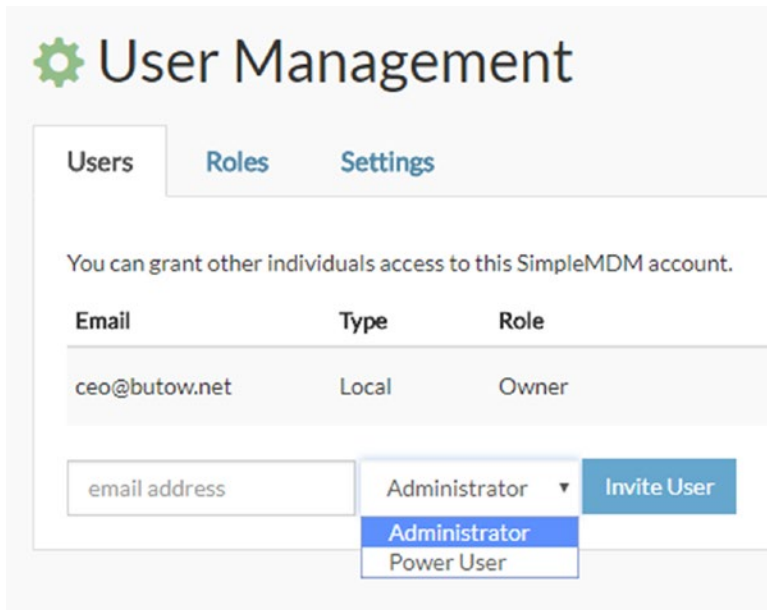 User Management
Users Roles Settings
You can grant other individuals access to this SimpleMDM account.
Email Type Role
ceo@butow.net Local Owner
email address Administrator Invite User
Administrator
Power User